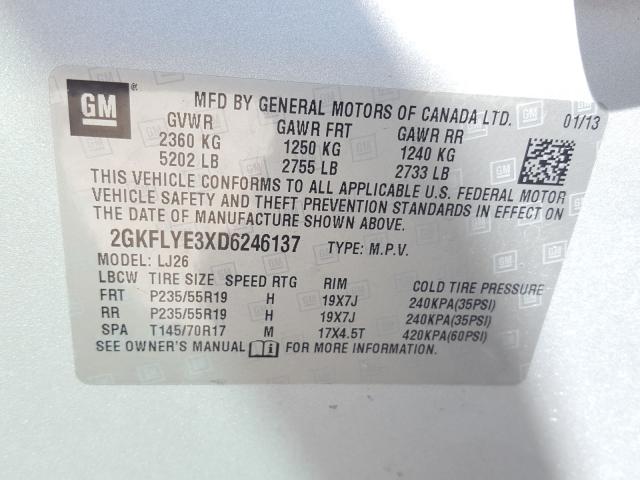 GM ®
MFD BY GENERAL MOTORS OF CANADA LTD. 01/13
GVWR GAWR FRT GAWR RR
2360 KG 1250 KG 1240 KG
5202 LB 2755 LB 2733 LB
THIS VEHICLE CONFORMS TO ALL APPLICABLE U.S. FEDERAL MOTOR
VEHICLE SAFETY AND THEFT PREVENTION STANDARDS IN EFFECT ON
THE DATE OF MANUFACTURE SHOWN ABOVE.
2GKFLYE3XD6246137 TYPE: M.P.V.
MODEL: LJ26
LBCW TIRE SIZE SPEED RTG RIM COLD TIRE PRESSURE
FRT P235/55R19 H 19X7J 240KPA(35PSI)
RR P235/55R19 H 19X7J 240KPA(35PSI)
SPA T145/70R17 M 17X4.5T 420KPA(60PSI)
SEE OWNER'S MANUAL FOR MORE INFORMATION.